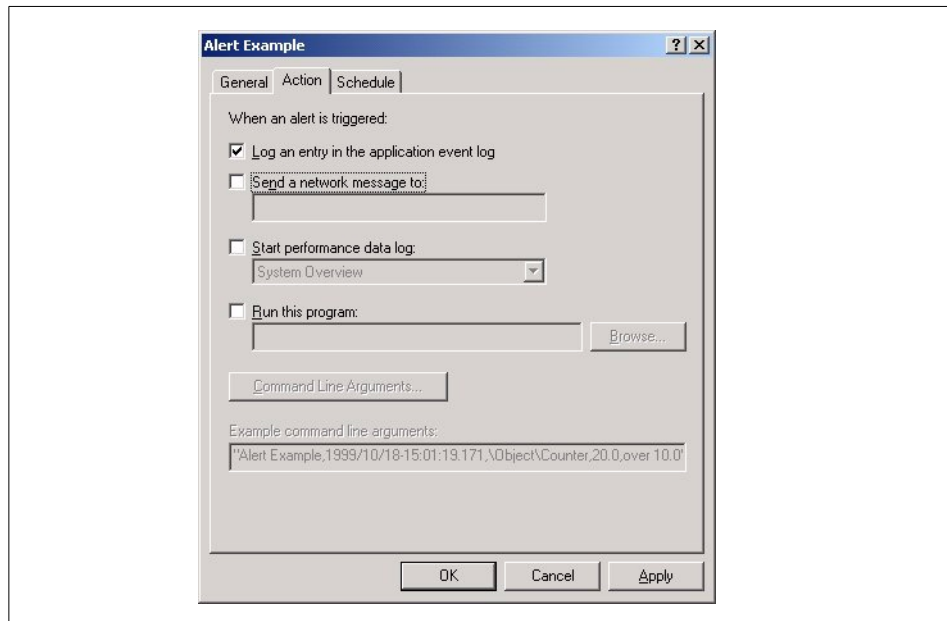 Alert Example
General Action Schedule
When an alert is triggered:
Log an entry in the application event log
Send a network message to:
Start performance data log:
System Overview
Run this program:
Browse...
Command Line Arguments...
Example command line arguments:
"Alert Example,1999/10/18-15:01:19.171,\Object\Counter,20.0,over 10.0"
OK Cancel Apply